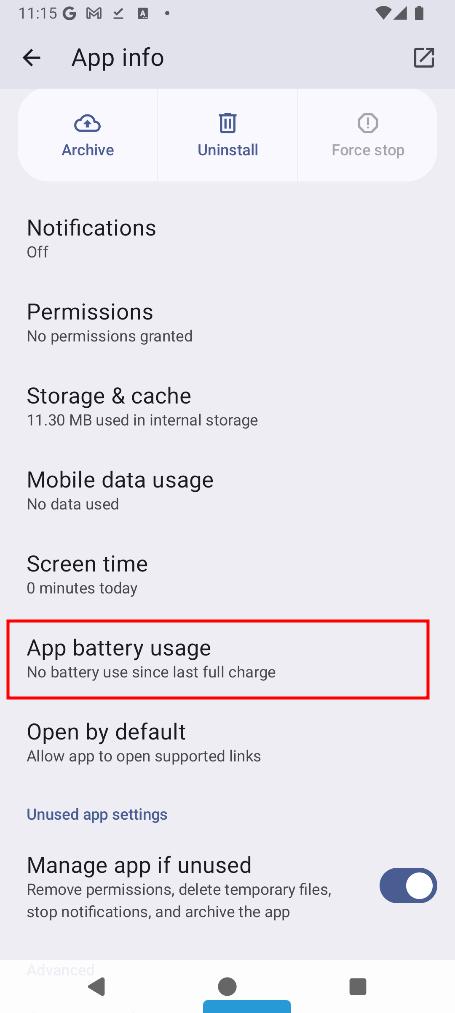 11:15
App info
Archive
Uninstall
Force stop
Notifications
Off
Permissions
No permissions granted
Storage & cache
11.30 MB used in internal storage
Mobile data usage
No data used
Screen time
0 minutes today
App battery usage
No battery use since last full charge
Open by default
Allow app to open supported links
Unused app settings
Manage app if unused
Remove permissions, delete temporary files,
stop notifications, and archive the app
Advanced